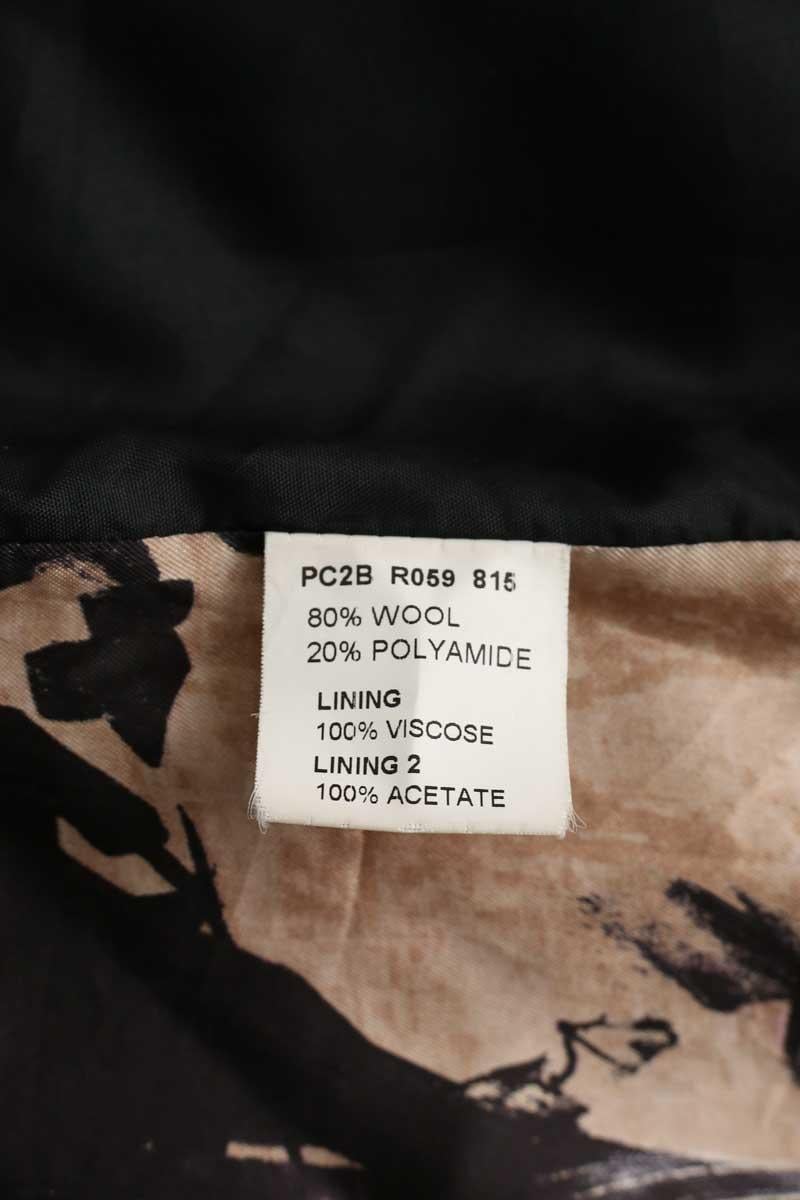 PC2B R059 815
80% WOOL
20% POLYAMIDE
LINING
100% VISCOSE
LINING 2
100% ACETATE